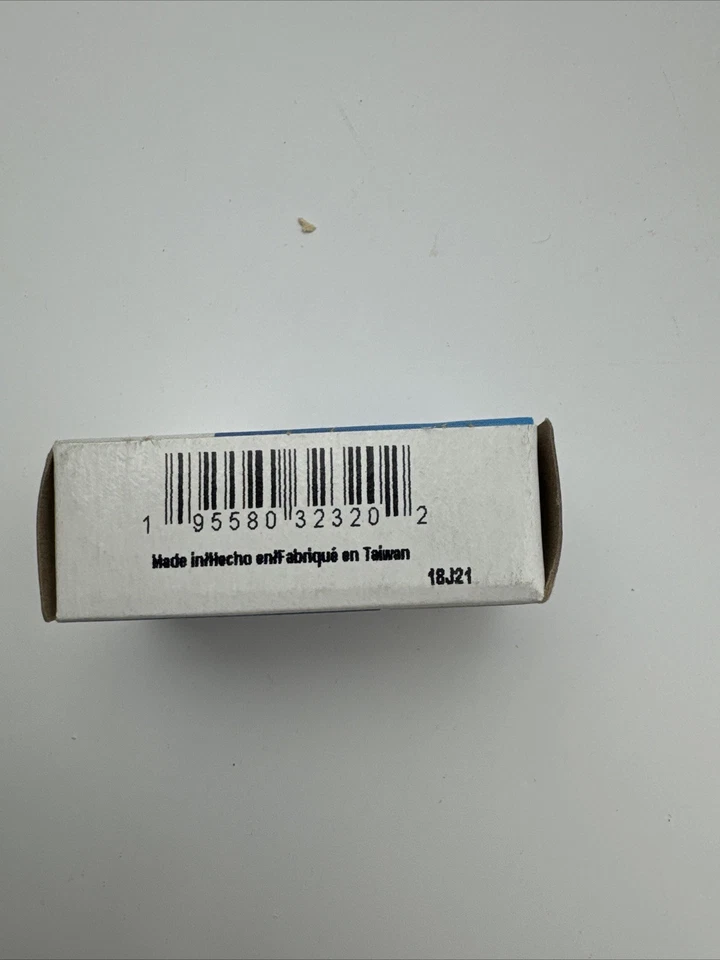 1 95580 32320 2
Made in/Hecho en/Fabriqué en Taiwan
18J21